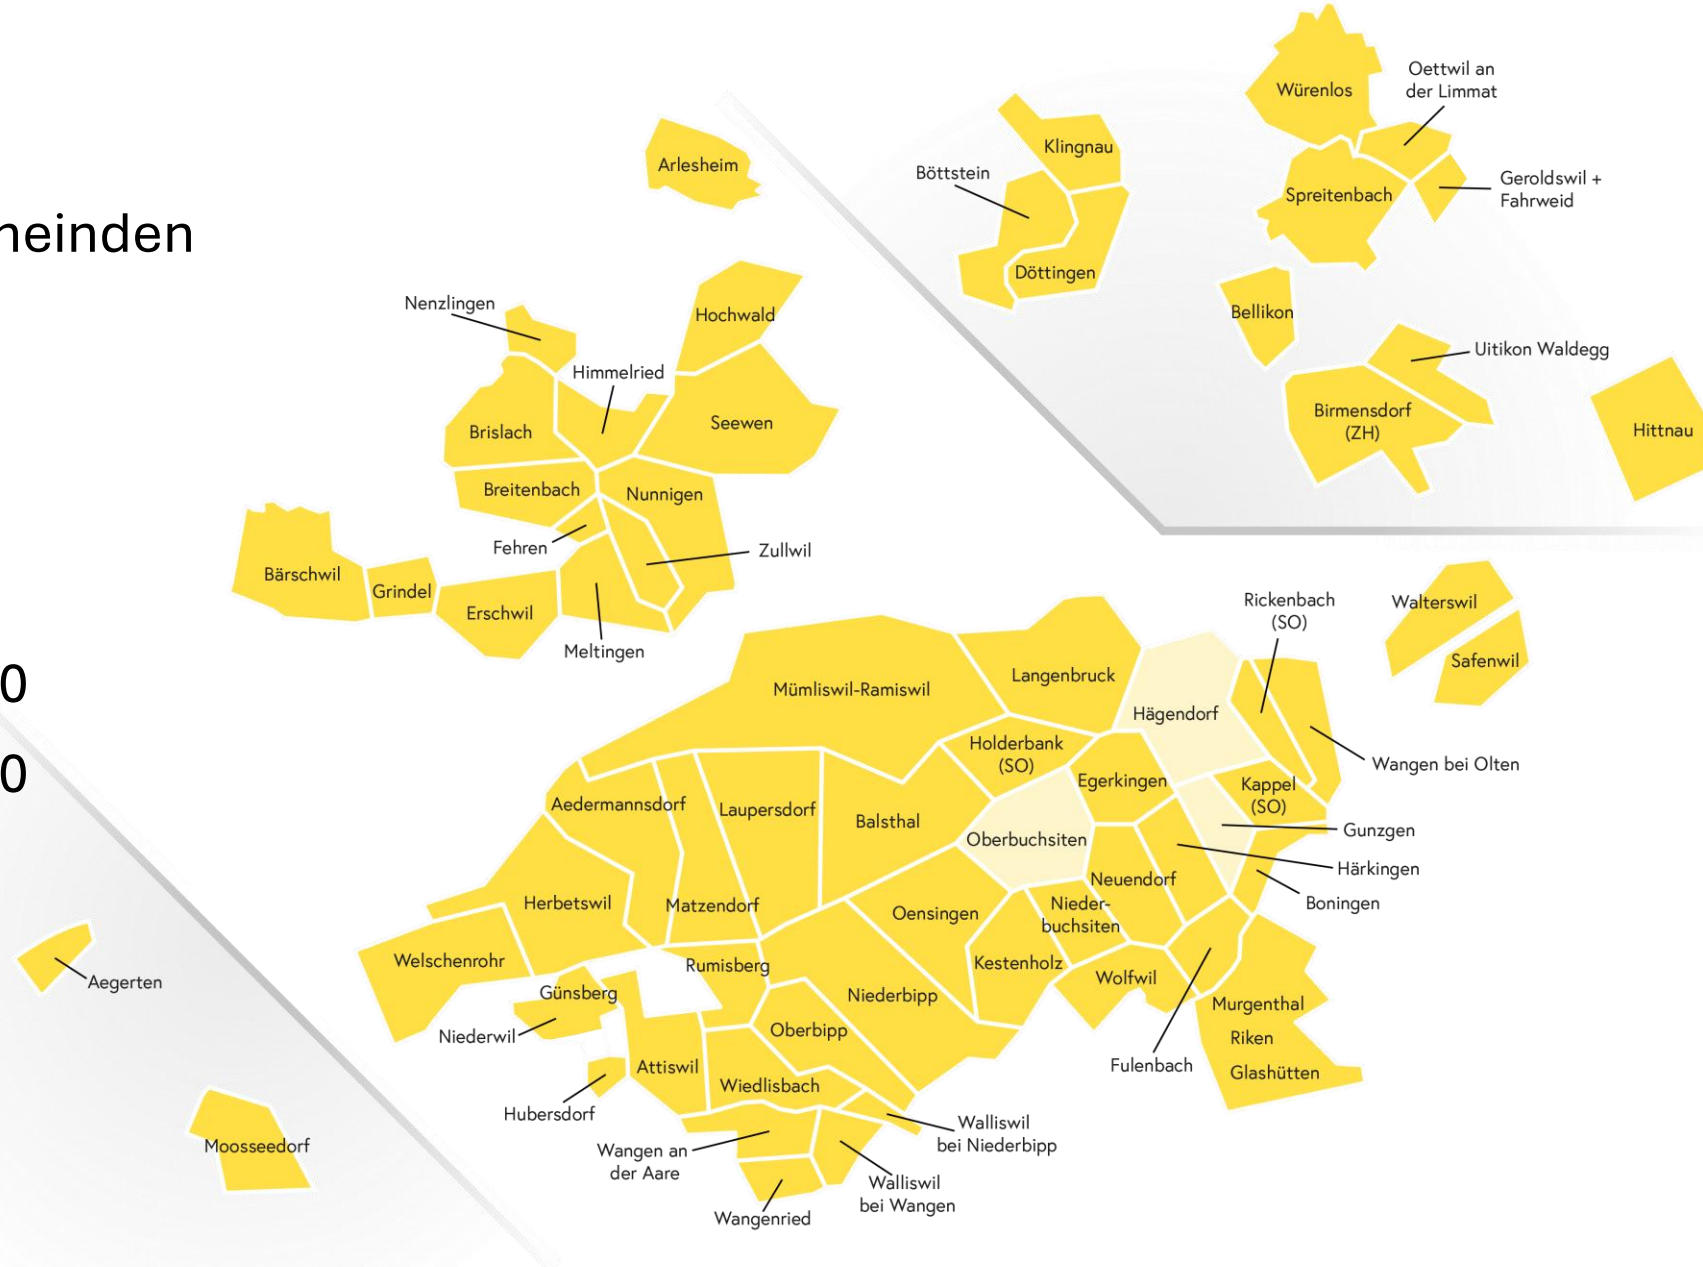 neinden
0
0
Würenlos
Oettwil an
der Limmat
Klingnau
Böttstein
Spreitenbach
Geroldswil +
Fahrweid
Döttingen
Bellikon
Uitikon Waldegg
Birmensdorf
(ZH)
Hittnau
Arlesheim
Nenzlingen
Hochwald
Himmelried
Brislach
Seewen
Breitenbach
Nunnigen
Fehren
Zullwil
Bärschwil
Grindel
Erschwil
Meltingen
Rickenbach
(SO)
Walterswil
Safenwil
Mümliswil-Ramiswil
Langenbruck
Hägendorf
Holderbank
(SO)
Egerkingen
Wangen bei Olten
Kappel
(SO)
Aedermannsdorf
Laupersdorf
Balsthal
Oberbuchsiten
Gunzgen
Härkingen
Neuendorf
Boningen
Herbetswil
Matzendorf
Oensingen
Nieder-
buchsiten
Welschenrohr
Rumisberg
Kestenholz
Wolfwil
Günsberg
Niederbipp
Murgenthal
Riken
Glashütten
Niederwil
Oberbipp
Fulenbach
Attiswil
Wiedlisbach
Hubersdorf
Walliswil
bei Niederbipp
Wangen an
der Aare
Walliswil
bei Wangen
Wangenried
Aegerten
Moosseedorf